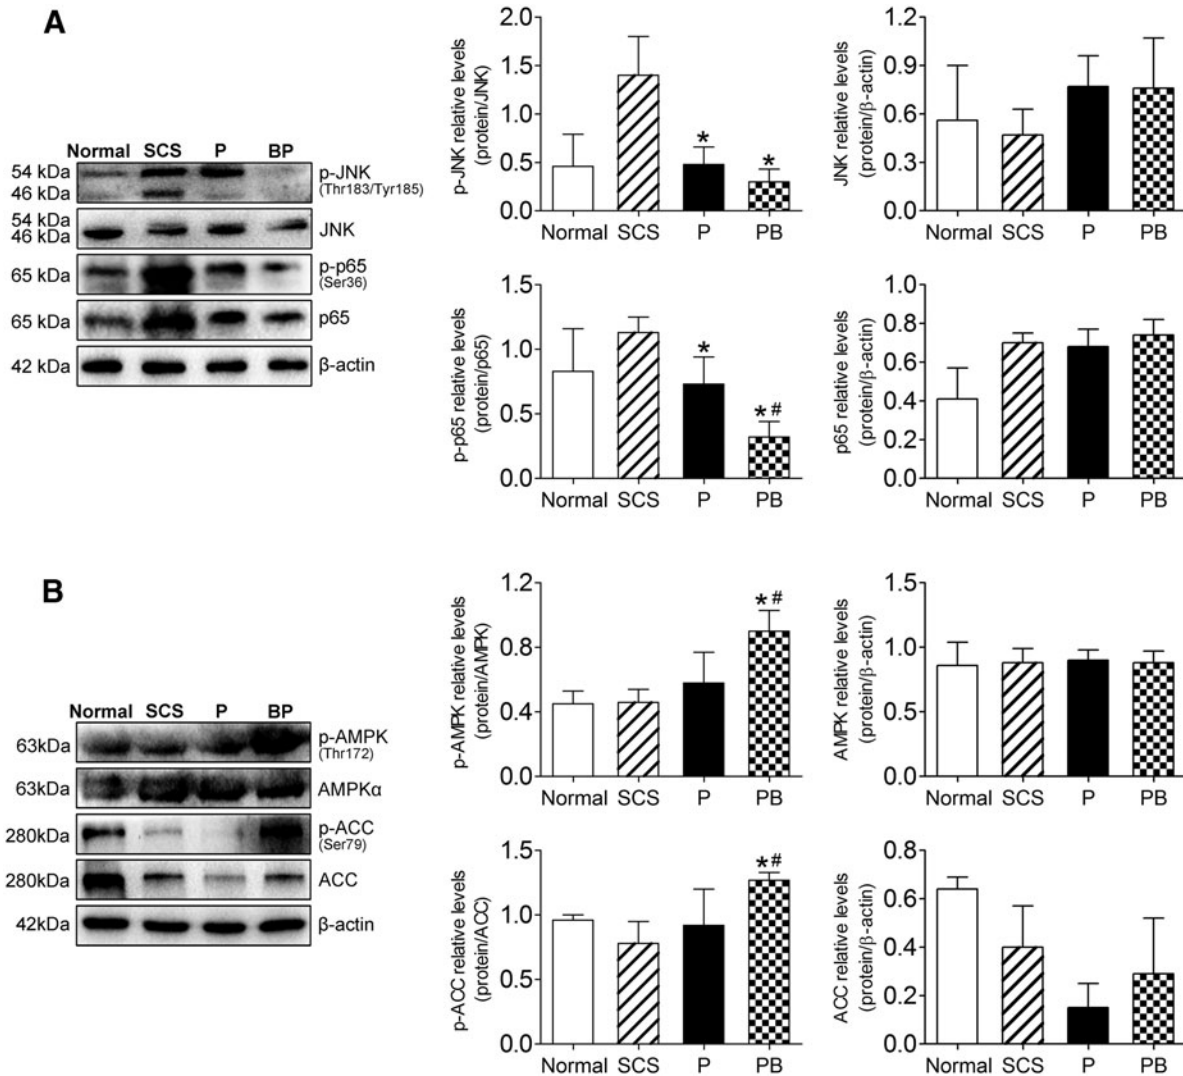 A
Normal SCS P BP
54 kDa
46 kDa
p-JNK
(Thr183/Tyr185)
54 kDa
46 kDa
JNK
65 kDa
p-p65
(Ser36)
65 kDa
p65
42 kDa
β-actin
p-JNK relative levels
(protein/JNK)
2.0
1.5
1.0
0.5
0.0
*
*
Normal SCS P PB
JNK relative levels
(protein/β-actin)
1.2
0.9
0.6
0.3
0.0
Normal SCS P PB
p-p65 relative levels
(protein/p65)
1.5
1.0
0.5
0.0
*
*#
Normal SCS P PB
p65 relative levels
(protein/β-actin)
1.0
0.8
0.6
0.4
0.2
0.0
Normal SCS P PB
B
Normal SCS P BP
63kDa
p-AMPK
(Thr172)
63kDa
AMPKα
280kDa
p-ACC
(Ser79)
280kDa
ACC
42kDa
β-actin
p-AMPK relative levels
(protein/AMPK)
1.2
0.8
0.4
0.0
*#
Normal SCS P PB
AMPK relative levels
(protein/β-actin)
1.5
1.0
0.5
0.0
Normal SCS P PB
p-ACC relative levels
(protein/ACC)
1.5
1.0
0.5
0.0
*#
Normal SCS P PB
ACC relative levels
(protein/β-actin)
0.8
0.6
0.4
0.2
0.0
Normal SCS P PB